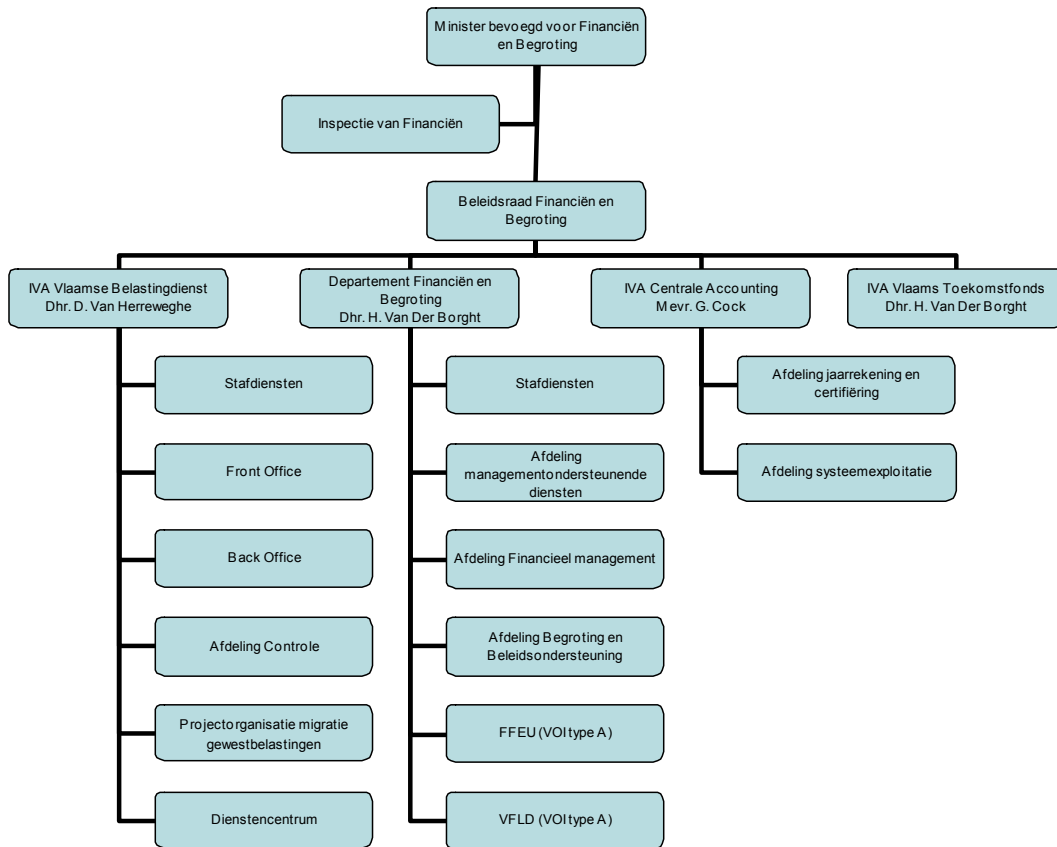 Minister bevoegd voor Financiën
en Begroting
Inspectie van Financiën
Beleidsraad Financiën en
Begroting
IVA Vlaamse Belastingdienst
Dhr. D. Van Herreweghe
Departement Financiën en
Begroting
Dhr. H. Van Der Borght
IVA Centrale Accounting
Mevr. G. Cock
IVA Vlaams Toekomstfonds
Dhr. H. Van Der Borght
Stafdiensten
Front Office
Back Office
Afdeling Controle
Projectorganisatie migratie
gewestbelastingen
Dienstencentrum
Stafdiensten
Afdeling
managementondersteunende
diensten
Afdeling Financieel management
Afdeling Begroting en
Beleidsondersteuning
FFEU (VOI type A)
VFLD (VOI type A)
Afdeling jaarrekening en
certifiëring
Afdeling systeemexploitatie